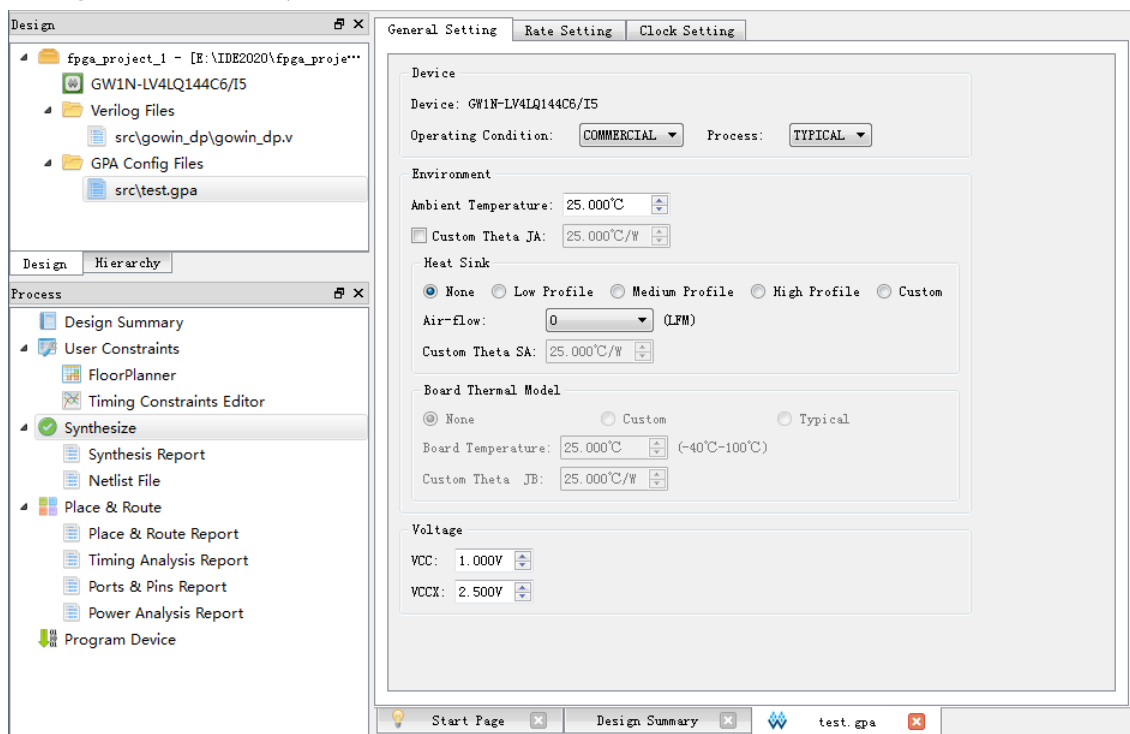 Design
fpga_project_1 - [E:\IDE2020\fpga_proje...
GW1N-LV4LQ144C6/I5
Verilog Files
src\gowin_dp\gowin_dp.v
GPA Config Files
src\test.gpa
Design Hierarchy
Process
Design Summary
User Constraints
FloorPlanner
Timing Constraints Editor
Synthesize
Synthesis Report
Netlist File
Place & Route
Place & Route Report
Timing Analysis Report
Ports & Pins Report
Power Analysis Report
Program Device
General Setting Rate Setting Clock Setting
Device
Device: GW1N-LV4LQ144C6/I5
Operating Condition: COMMERCIAL Process: TYPICAL
Environment
Ambient Temperature: 25.000℃
Custom Theta JA: 25.000℃/W
Heat Sink
None Low Profile Medium Profile High Profile Custom
Air-flow: 0 (LFM)
Custom Theta SA: 25.000℃/W
Board Thermal Model
None Custom Typical
Board Temperature: 25.000℃ (-40℃-100℃)
Custom Theta JB: 25.000℃/W
Voltage
VCC: 1.000V
VCCX: 2.500V
Start Page Design Summary test.gpa